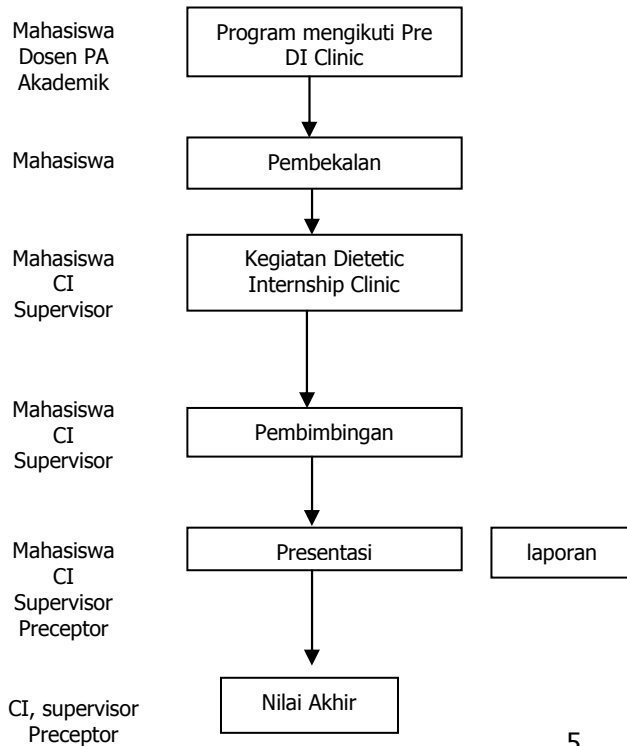 Mahasiswa
Dosen PA
Akademik
Program mengikuti Pre
DI Clinic
Mahasiswa
Pembekalan
Mahasiswa
CI
Supervisor
Kegiatan Dietetic
Internship Clinic
Mahasiswa
CI
Supervisor
Pembimbingan
Mahasiswa
CI
Supervisor
Preceptor
Presentasi
laporan
CI, supervisor
Preceptor
Nilai Akhir
5